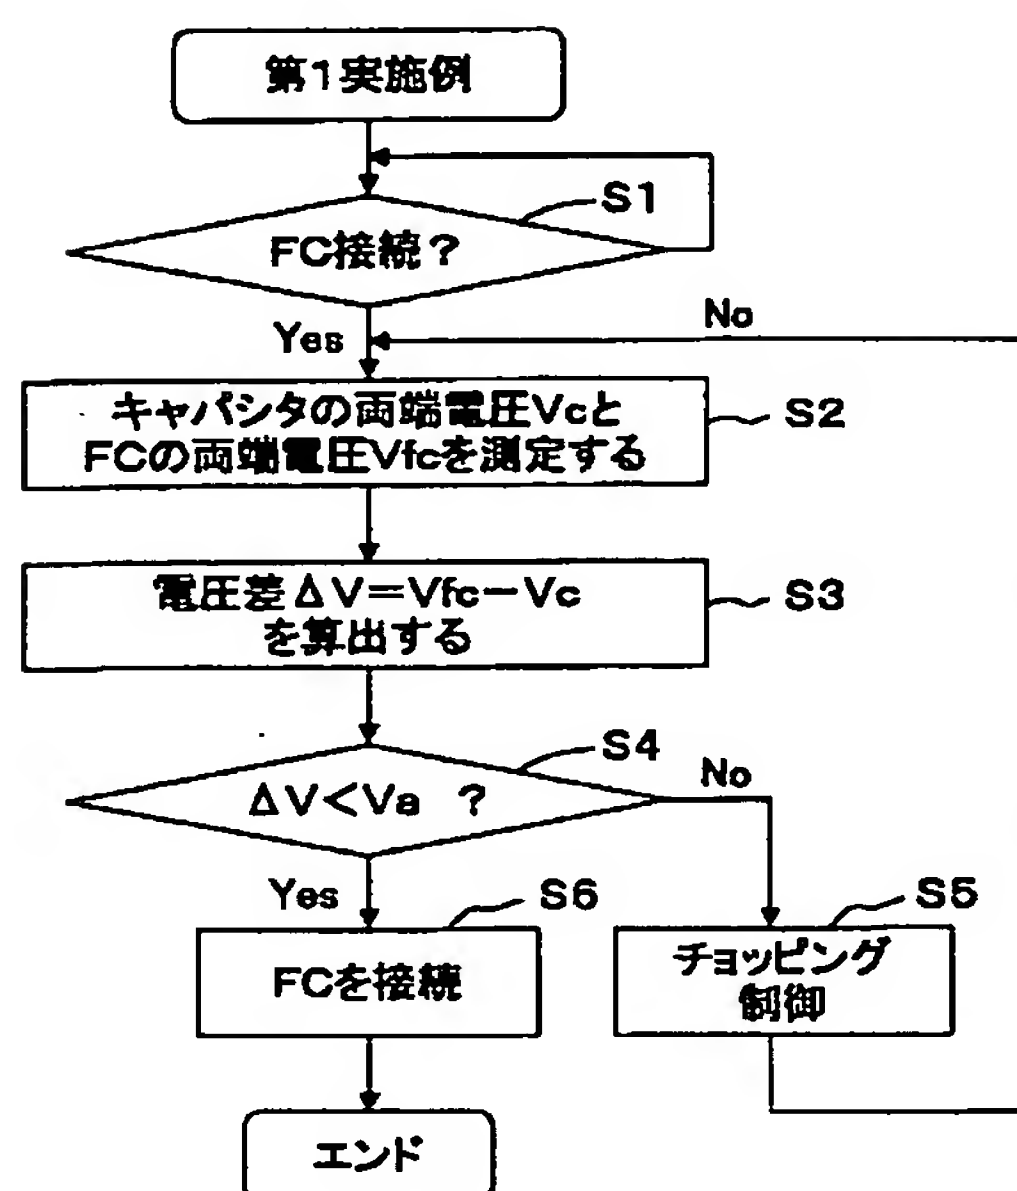 第1実施例
S1
FC接続？
Yes
No
キャパシタの両端電圧Vcと
FCの両端電圧Vfcを測定する
S2
電圧差ΔV＝Vfc－Vc
を算出する
S3
S4
ΔV＜Va ？
No
Yes
S6
S5
FCを接続
チョッピング
制御
エンド